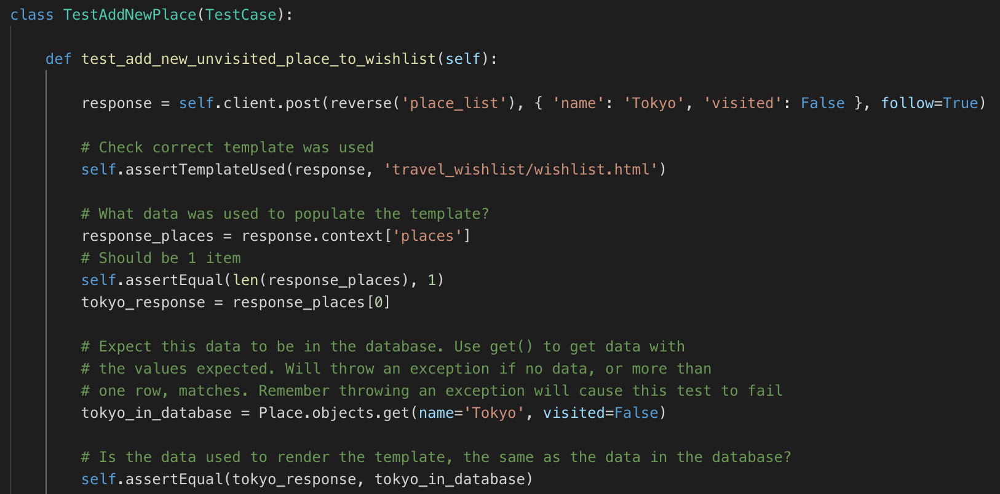 class TestAddNewPlace(TestCase):
def test_add_new_unvisited_place_to_wishlist(self):
response = self.client.post(reverse('place_list'), { 'name': 'Tokyo', 'visited': False }, follow=True)
# Check correct template was used
self.assertTemplateUsed(response, 'travel_wishlist/wishlist.html')
# What data was used to populate the template?
response_places = response.context['places']
# Should be 1 item
self.assertEqual(len(response_places), 1)
tokyo_response = response_places[0]
# Expect this data to be in the database. Use get() to get data with
# the values expected. Will throw an exception if no data, or more than
# one row, matches. Remember throwing an exception will cause this test to fail
tokyo_in_database = Place.objects.get(name='Tokyo', visited=False)
# Is the data used to render the template, the same as the data in the database?
self.assertEqual(tokyo_response, tokyo_in_database)